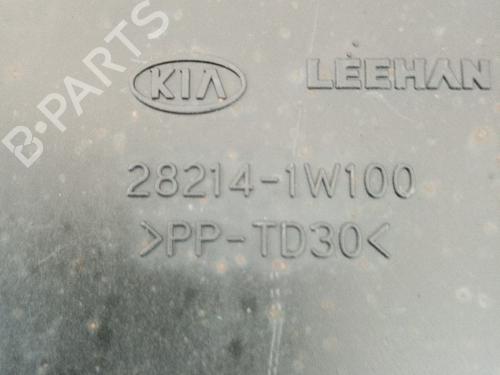 KIA LEEHAN
28214-1W100
>PP-TD30<
B-PARTS